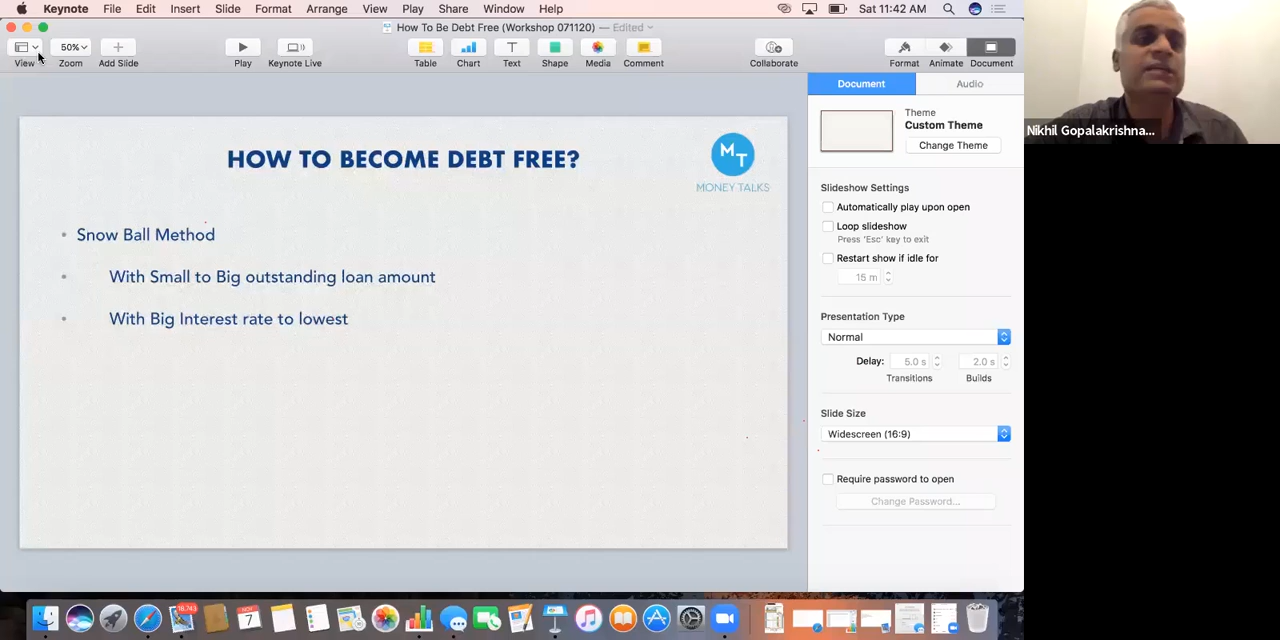 Keynote File Edit Insert Slide Format Arrange View Play Share Window Help Sat 11:42 AM
How To Be Debt Free (Workshop 071120) — Edited
50%
View Zoom Add Slide Play Keynote Live Table Chart Text Shape Media Comment Collaborate Format Animate Document
Document Audio
Theme
Custom Theme
Change Theme
Slideshow Settings
Automatically play upon open
Loop slideshow
Press 'Esc' key to exit
Restart show if idle for
15 m
Presentation Type
Normal
Delay: 5.0 s 2.0 s
Transitions Builds
Slide Size
Widescreen (16:9)
Require password to open
Change Password...
HOW TO BECOME DEBT FREE?
MT
MONEY TALKS
• Snow Ball Method
• With Small to Big outstanding loan amount
• With Big Interest rate to lowest
Nikhil Gopalakrishna...
18,743
NOV
7